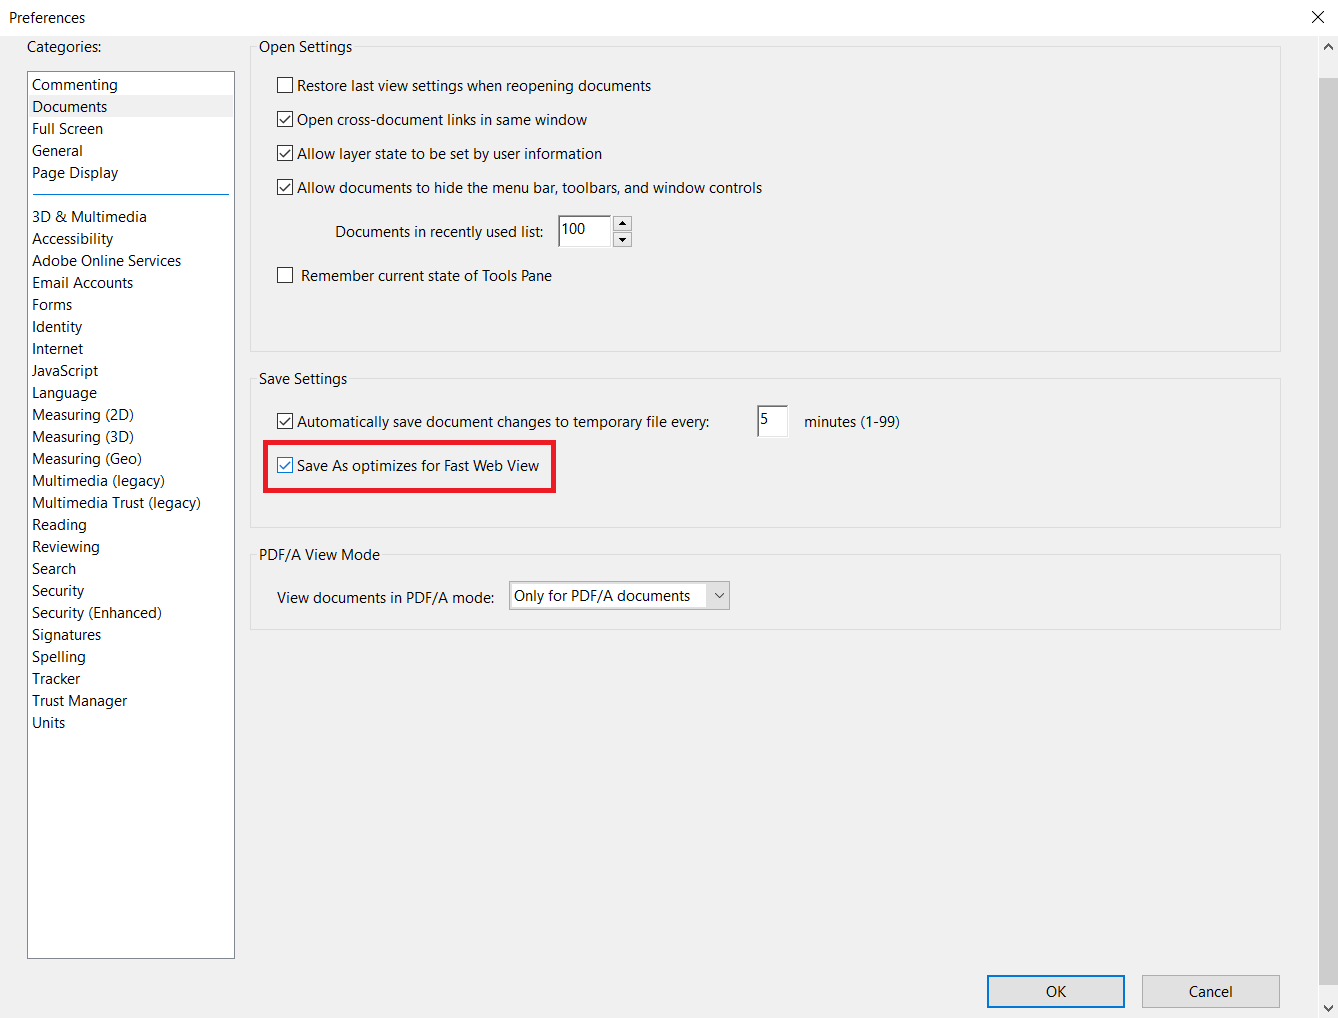 Preferences
Categories:
Commenting
Documents
Full Screen
General
Page Display
3D & Multimedia
Accessibility
Adobe Online Services
Email Accounts
Forms
Identity
Internet
JavaScript
Language
Measuring (2D)
Measuring (3D)
Measuring (Geo)
Multimedia (legacy)
Multimedia Trust (legacy)
Reading
Reviewing
Search
Security
Security (Enhanced)
Signatures
Spelling
Tracker
Trust Manager
Units
Open Settings
Restore last view settings when reopening documents
Open cross-document links in same window
Allow layer state to be set by user information
Allow documents to hide the menu bar, toolbars, and window controls
Documents in recently used list: 100
Remember current state of Tools Pane
Save Settings
Automatically save document changes to temporary file every: 5 minutes (1-99)
Save As optimizes for Fast Web View
PDF/A View Mode
View documents in PDF/A mode: Only for PDF/A documents
OK Cancel